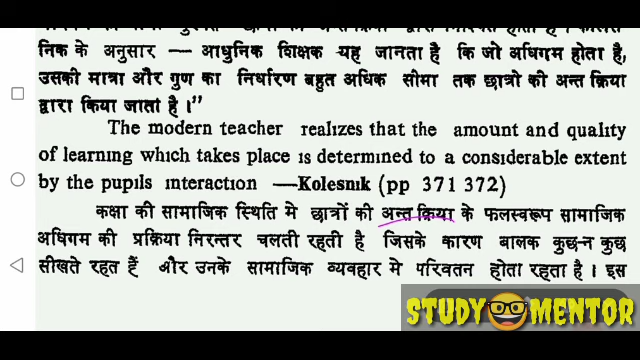 निक के अनुसार — आधुनिक शिक्षक यह जानता है कि जो अधिगम होता है,
उसकी मात्रा और गुण का निर्धारण बहुत अधिक सीमा तक छात्रो की अन्त क्रिया
द्वारा किया जाता है।”
The modern teacher realizes that the amount and quality
of learning which takes place is determined to a considerable extent
by the pupils interaction —Kolesnik (pp 371 372)
कक्षा की सामाजिक स्थिति मे छात्रों की अन्त क्रिया के फलस्वरूप सामाजिक
अधिगम की प्रक्रिया निरन्तर चलती रहती है जिसके कारण बालक कुछ-न कुछ
सीखते रहत हैं और उनके सामाजिक व्यवहार मे परिवतन होता रहता है। इस
STUDY MENTOR